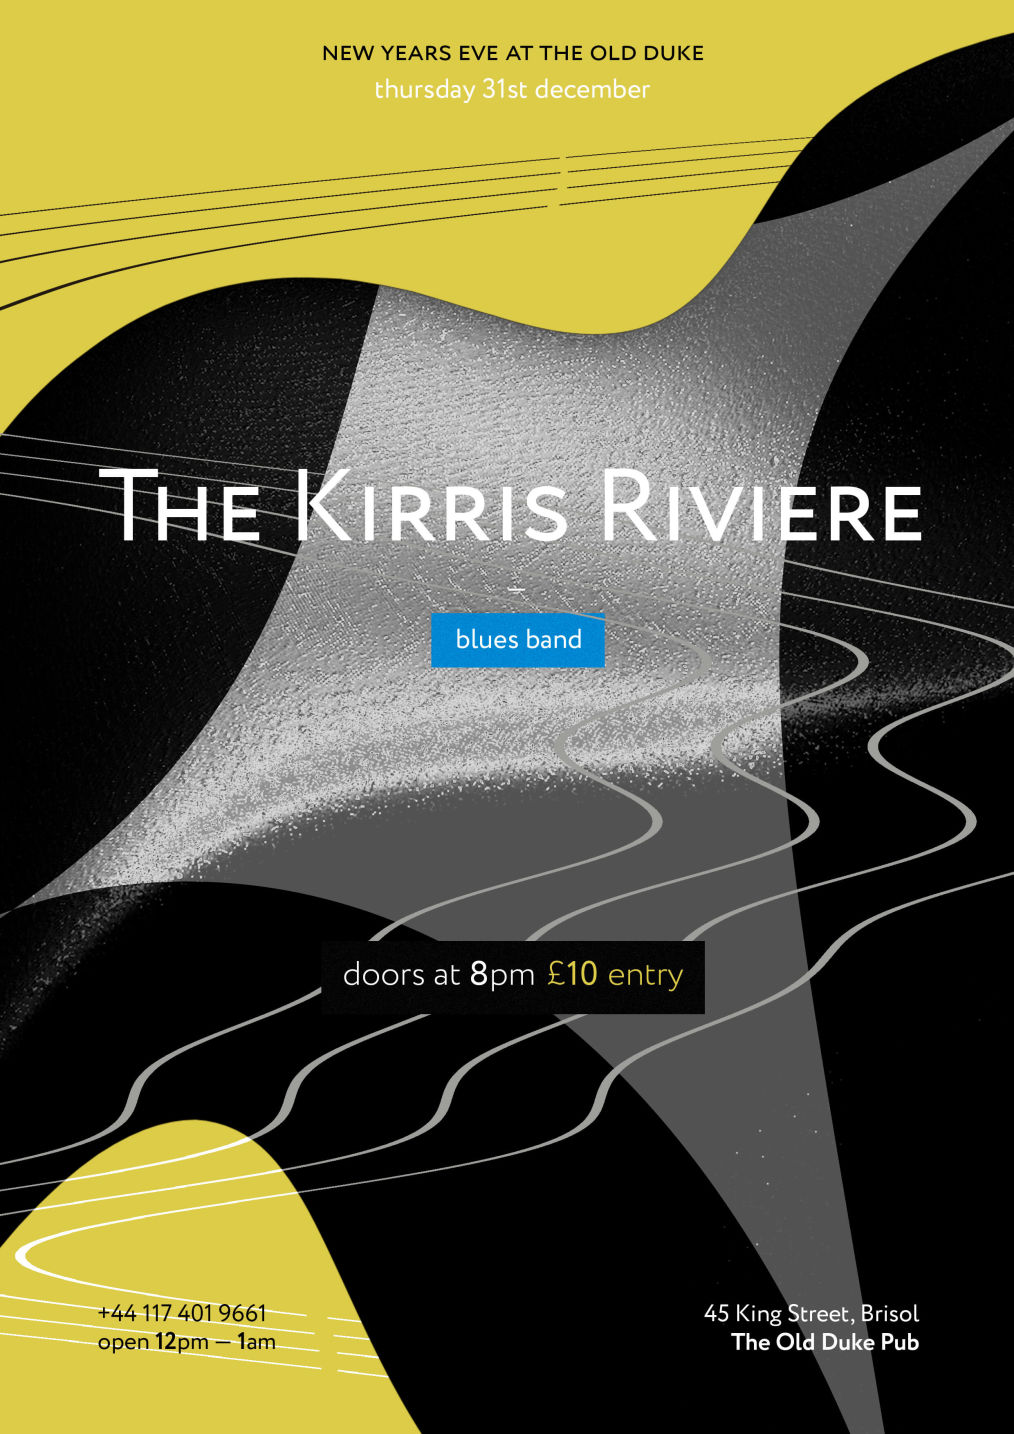 NEW YEARS EVE AT THE OLD DUKE
thursday 31st december
THE KIRRIS RIVIERE
blues band
doors at 8pm £10 entry
+44 117 401 9661
open 12pm – 1am
45 King Street, Brisol
The Old Duke Pub